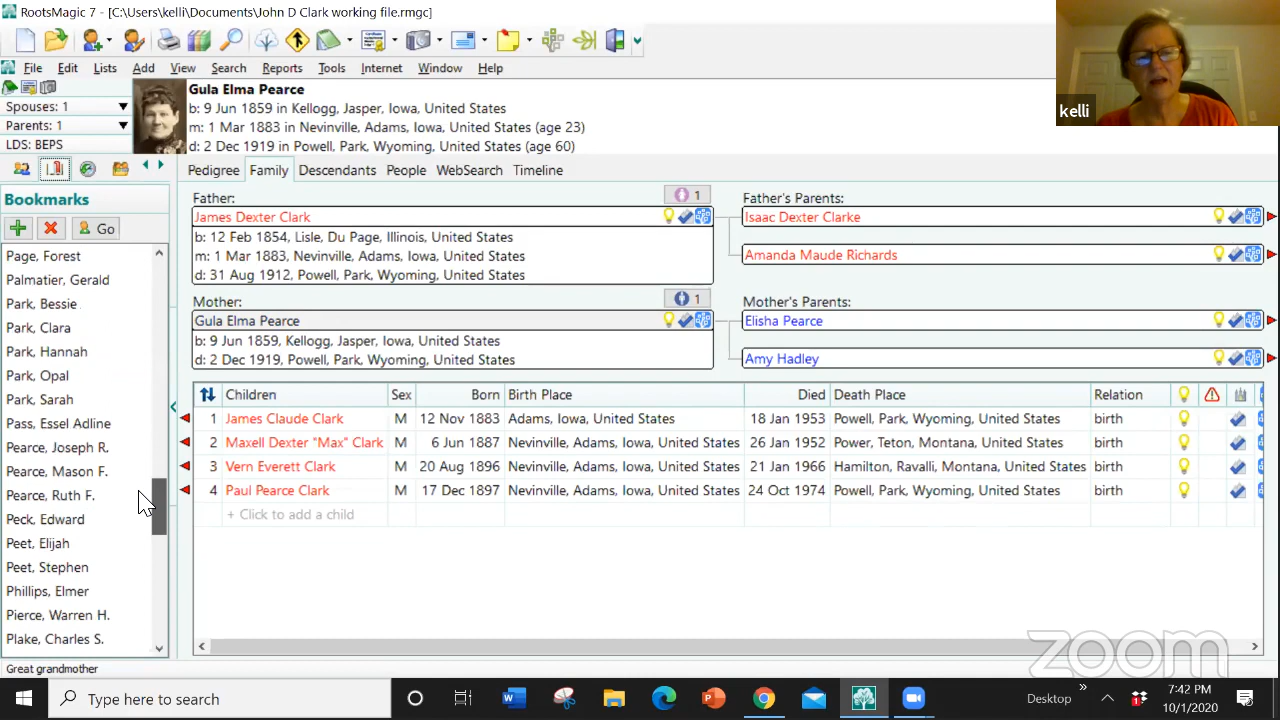 RootsMagic 7 - [C:\Users\kelli\Documents\John D Clark working file.rmgc]
kelli
File Edit Lists Add View Search Reports Tools Internet Window Help
Spouses: 1
Parents: 1
LDS: BEPS
Gula Elma Pearce
b: 9 Jun 1859 in Kellogg, Jasper, Iowa, United States
m: 1 Mar 1883 in Nevinville, Adams, Iowa, United States (age 23)
d: 2 Dec 1919 in Powell, Park, Wyoming, United States (age 60)
Pedigree Family Descendants People WebSearch Timeline
Bookmarks
Go
Page, Forest
Palmatier, Gerald
Park, Bessie
Park, Clara
Park, Hannah
Park, Opal
Park, Sarah
Pass, Essel Adline
Pearce, Joseph R.
Pearce, Mason F.
Pearce, Ruth F.
Peck, Edward
Peet, Elijah
Peet, Stephen
Phillips, Elmer
Pierce, Warren H.
Plake, Charles S.
Great grandmother
Father: 1
James Dexter Clark
b: 12 Feb 1854, Lisle, Du Page, Illinois, United States
m: 1 Mar 1883, Nevinville, Adams, Iowa, United States
d: 31 Aug 1912, Powell, Park, Wyoming, United States
Father's Parents:
Isaac Dexter Clarke
Amanda Maude Richards
Mother: 1
Gula Elma Pearce
b: 9 Jun 1859, Kellogg, Jasper, Iowa, United States
d: 2 Dec 1919, Powell, Park, Wyoming, United States
Mother's Parents:
Elisha Pearce
Amy Hadley
Children Sex Born Birth Place Died Death Place Relation
1 James Claude Clark M 12 Nov 1883 Adams, Iowa, United States 18 Jan 1953 Powell, Park, Wyoming, United States birth
2 Maxell Dexter "Max" Clark M 6 Jun 1887 Nevinville, Adams, Iowa, United States 26 Jan 1952 Power, Teton, Montana, United States birth
3 Vern Everett Clark M 20 Aug 1896 Nevinville, Adams, Iowa, United States 21 Jan 1966 Hamilton, Ravalli, Montana, United States birth
4 Paul Pearce Clark M 17 Dec 1897 Nevinville, Adams, Iowa, United States 24 Oct 1974 Powell, Park, Wyoming, United States birth
+ Click to add a child
zoom
Type here to search
Desktop
7:42 PM
10/1/2020